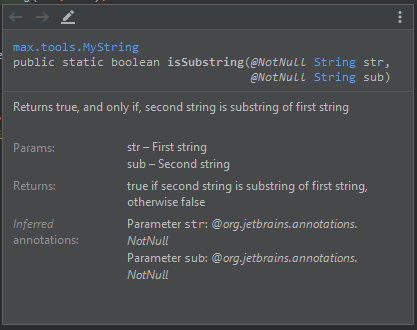 max.tools.MyString
public static boolean isSubstring(@NotNull String str,
@NotNull String sub)
Returns true, and only if, second string is substring of first string
Params: str – First string
sub – Second string
Returns: true if second string is substring of first string,
otherwise false
Inferred Parameter str: @org.jetbrains.annotations.
annotations: NotNull
Parameter sub: @org.jetbrains.annotations.
NotNull